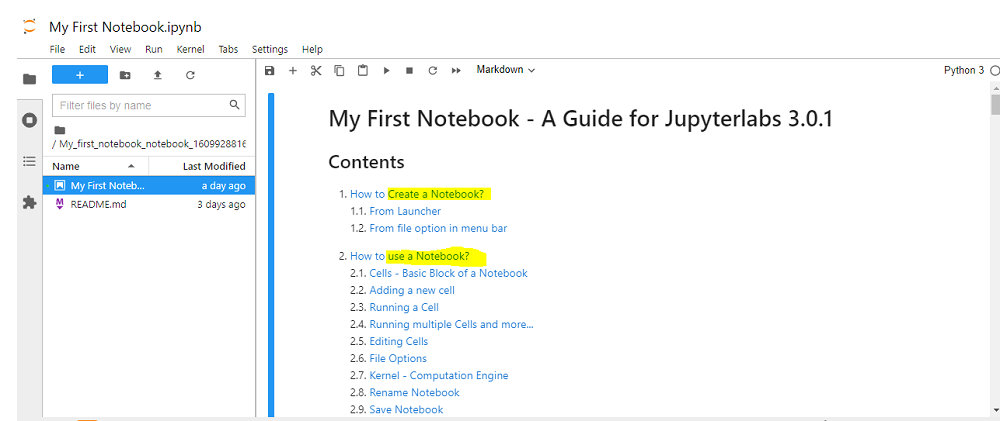 My First Notebook.ipynb
File Edit View Run Kernel Tabs Settings Help
Markdown
Python 3
Filter files by name
/ My_first_notebook_notebook_1609928816
Name Last Modified
My First Noteb... a day ago
README.md 3 days ago
My First Notebook - A Guide for Jupyterlabs 3.0.1
Contents
1. How to Create a Notebook?
1.1. From Launcher
1.2. From file option in menu bar
2. How to use a Notebook?
2.1. Cells - Basic Block of a Notebook
2.2. Adding a new cell
2.3. Running a Cell
2.4. Running multiple Cells and more...
2.5. Editing Cells
2.6. File Options
2.7. Kernel - Computation Engine
2.8. Rename Notebook
2.9. Save Notebook